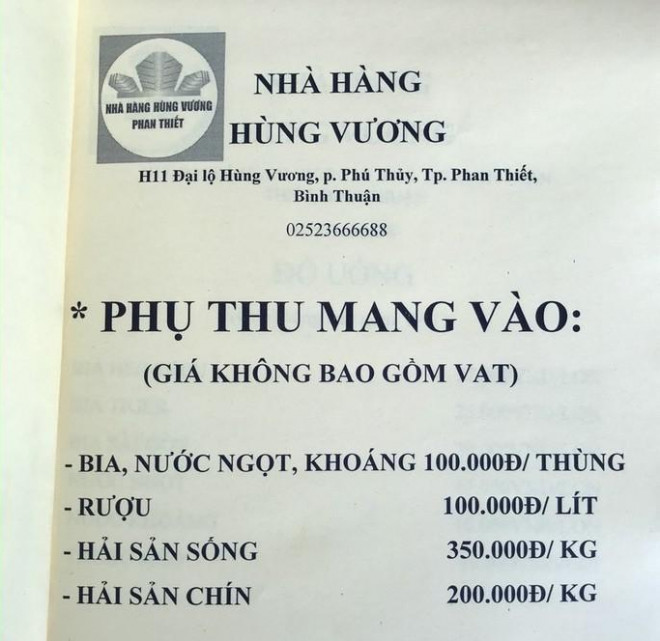 NHÀ HÀNG HÙNG VƯƠNG
PHAN THIẾT
NHÀ HÀNG
HÙNG VƯƠNG
H11 Đại lộ Hùng Vương, p. Phú Thủy, Tp. Phan Thiết,
Bình Thuận
02523666688
ĐỒ UỐNG
* PHỤ THU MANG VÀO:
(GIÁ KHÔNG BAO GỒM VAT)
- BIA, NƯỚC NGỌT, KHOÁNG 100.000Đ/ THÙNG
- RƯỢU 100.000Đ/ LÍT
- HẢI SẢN SỐNG 350.000Đ/ KG
- HẢI SẢN CHÍN 200.000Đ/ KG